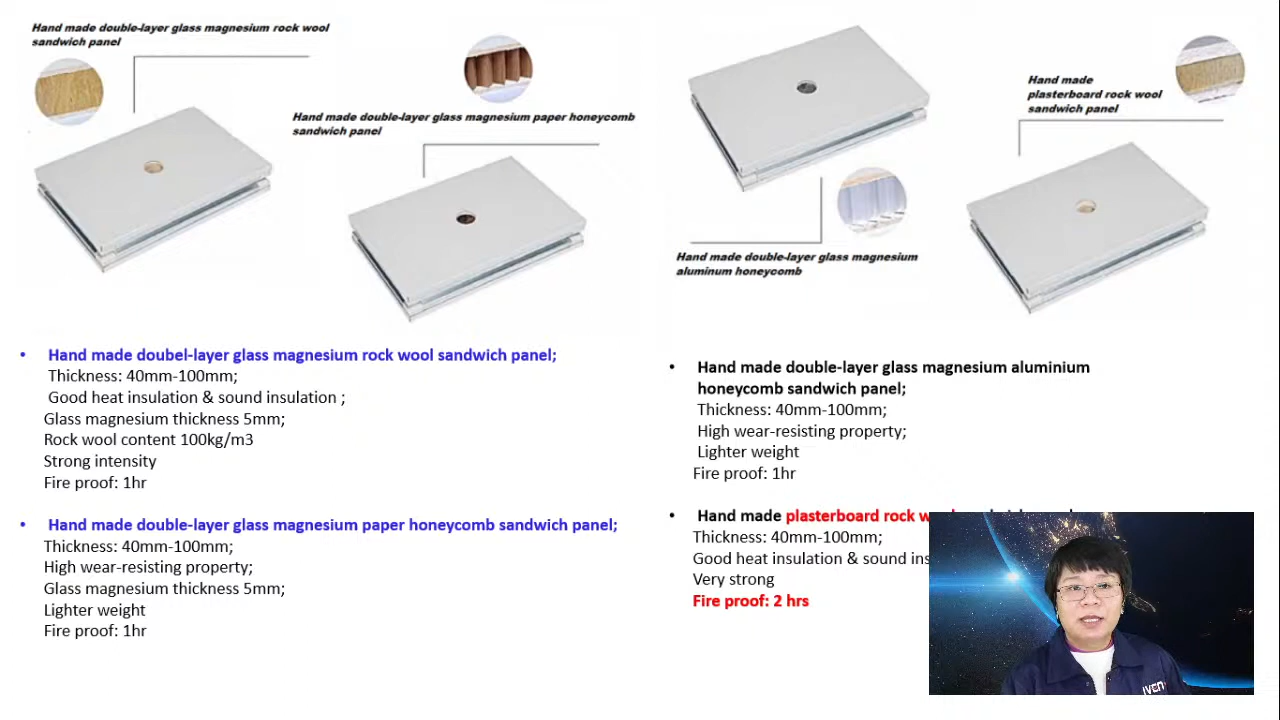 Hand made double-layer glass magnesium rock wool
sandwich panel
Hand made double-layer glass magnesium paper honeycomb
sandwich panel
Hand made
plasterboard rock wool
sandwich panel
Hand made double-layer glass magnesium
aluminum honeycomb
• Hand made doubel-layer glass magnesium rock wool sandwich panel;
Thickness: 40mm-100mm;
Good heat insulation & sound insulation ;
Glass magnesium thickness 5mm;
Rock wool content 100kg/m3
Strong intensity
Fire proof: 1hr
• Hand made double-layer glass magnesium paper honeycomb sandwich panel;
Thickness: 40mm-100mm;
High wear-resisting property;
Glass magnesium thickness 5mm;
Lighter weight
Fire proof: 1hr
• Hand made double-layer glass magnesium aluminium
honeycomb sandwich panel;
Thickness: 40mm-100mm;
High wear-resisting property;
Lighter weight
Fire proof: 1hr
• Hand made plasterboard rock
Thickness: 40mm-100mm;
Good heat insulation & sound
Very strong
Fire proof: 2 hrs